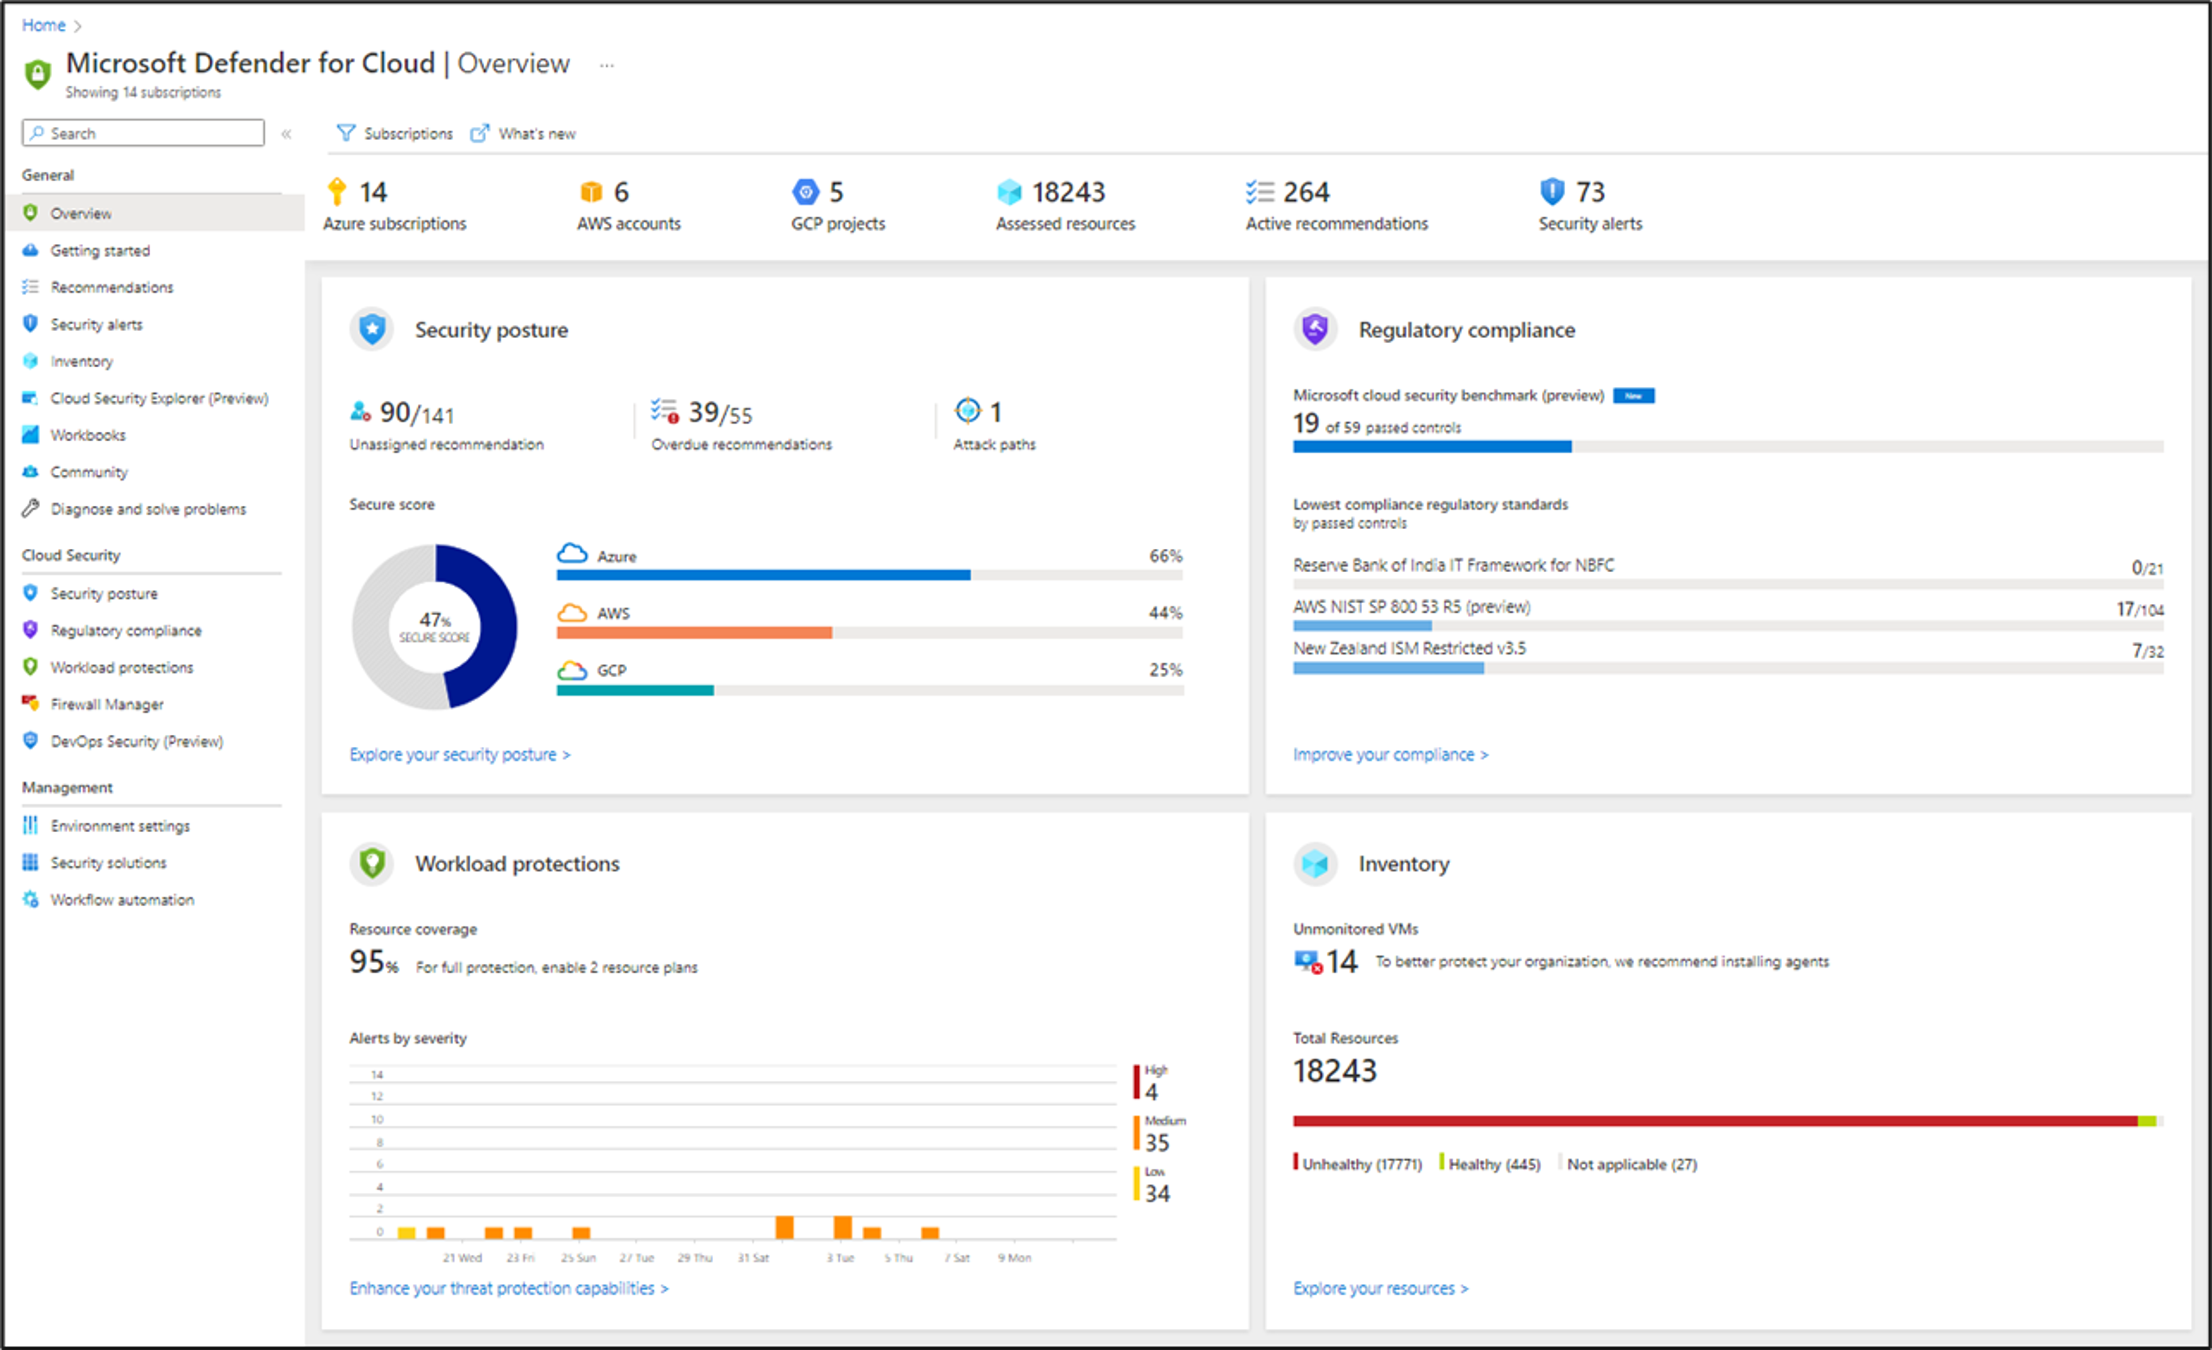 Home >
Microsoft Defender for Cloud | Overview ...
Showing 14 subscriptions
Search «
General
Overview
Getting started
Recommendations
Security alerts
Inventory
Cloud Security Explorer (Preview)
Workbooks
Community
Diagnose and solve problems
Cloud Security
Security posture
Regulatory compliance
Workload protections
Firewall Manager
DevOps Security (Preview)
Management
Environment settings
Security solutions
Workflow automation
Subscriptions What's new
14
Azure subscriptions
6
AWS accounts
5
GCP projects
18243
Assessed resources
264
Active recommendations
73
Security alerts
Security posture
90/141
Unassigned recommendation
39/55
Overdue recommendations
1
Attack paths
Secure score
47%
SECURE SCORE
Azure 66%
AWS 44%
GCP 25%
Explore your security posture >
Regulatory compliance
Microsoft cloud security benchmark (preview) New
19 of 59 passed controls
Lowest compliance regulatory standards
by passed controls
Reserve Bank of India IT Framework for NBFC 0/21
AWS NIST SP 800 53 R5 (preview) 17/104
New Zealand ISM Restricted v3.5 7/32
Improve your compliance >
Workload protections
Resource coverage
95% For full protection, enable 2 resource plans
Alerts by severity
14
12
10
8
6
4
2
0
21 Wed 23 Fri 25 Sun 27 Tue 29 Thu 31 Sat 3 Tue 5 Thu 7 Sat 9 Mon
High
4
Medium
35
Low
34
Enhance your threat protection capabilities >
Inventory
Unmonitored VMs
14 To better protect your organization, we recommend installing agents
Total Resources
18243
Unhealthy (17771) Healthy (445) Not applicable (27)
Explore your resources >